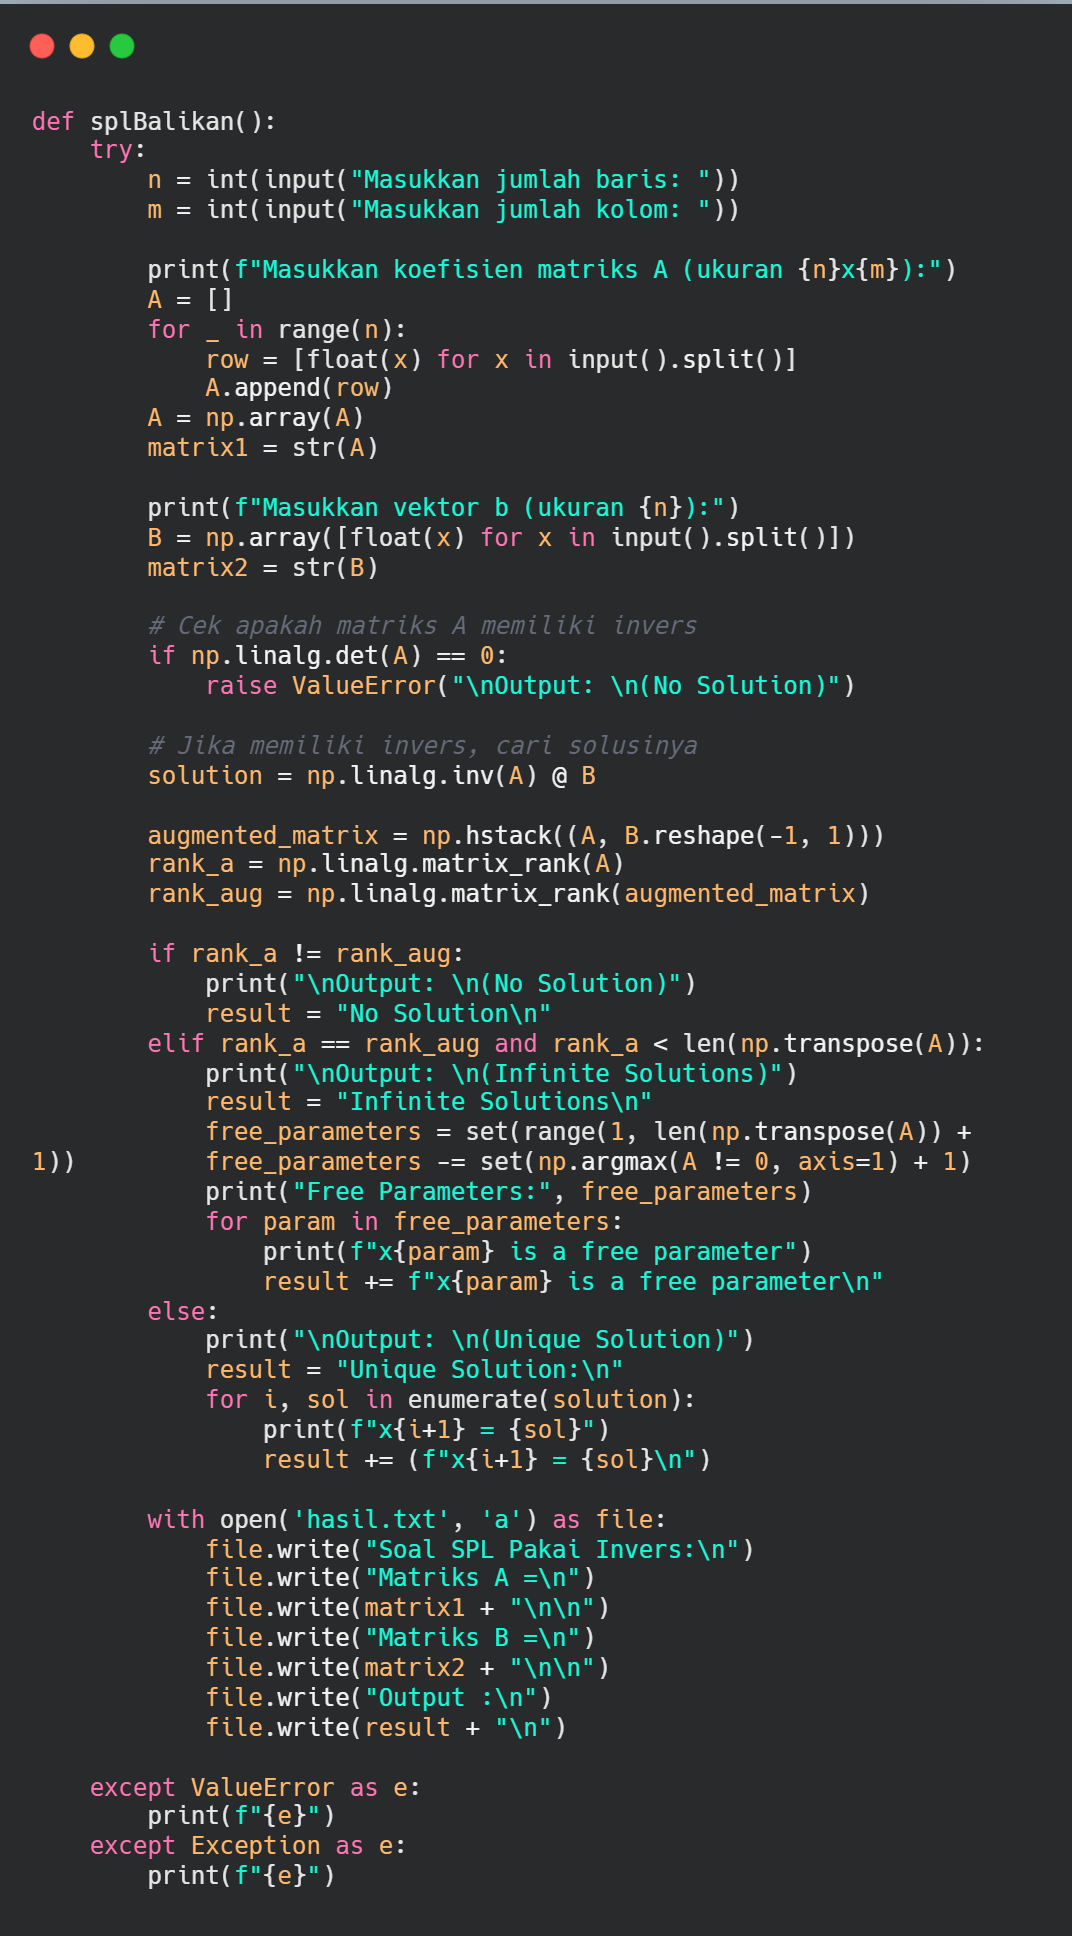 def splBalikan():
    try:
        n = int(input("Masukkan jumlah baris: "))
        m = int(input("Masukkan jumlah kolom: "))

        print(f"Masukkan koefisien matriks A (ukuran {n}x{m}):")
        A = []
        for _ in range(n):
            row = [float(x) for x in input().split()]
            A.append(row)
        A = np.array(A)
        matrix1 = str(A)

        print(f"Masukkan vektor b (ukuran {n}):")
        B = np.array([float(x) for x in input().split()])
        matrix2 = str(B)

        # Cek apakah matriks A memiliki invers
        if np.linalg.det(A) == 0:
            raise ValueError("\nOutput: \n(No Solution)")

        # Jika memiliki invers, cari solusinya
        solution = np.linalg.inv(A) @ B

        augmented_matrix = np.hstack((A, B.reshape(-1, 1)))
        rank_a = np.linalg.matrix_rank(A)
        rank_aug = np.linalg.matrix_rank(augmented_matrix)

        if rank_a != rank_aug:
            print("\nOutput: \n(No Solution)")
            result = "No Solution\n"
        elif rank_a == rank_aug and rank_a < len(np.transpose(A)):
            print("\nOutput: \n(Infinite Solutions)")
            result = "Infinite Solutions\n"
            free_parameters = set(range(1, len(np.transpose(A)) +
1))         free_parameters -= set(np.argmax(A != 0, axis=1) + 1)
            print("Free Parameters:", free_parameters)
            for param in free_parameters:
                print(f"x{param} is a free parameter")
                result += f"x{param} is a free parameter\n"
        else:
            print("\nOutput: \n(Unique Solution)")
            result = "Unique Solution:\n"
            for i, sol in enumerate(solution):
                print(f"x{i+1} = {sol}")
                result += (f"x{i+1} = {sol}\n")

        with open('hasil.txt', 'a') as file:
            file.write("Soal SPL Pakai Invers:\n")
            file.write("Matriks A =\n")
            file.write(matrix1 + "\n\n")
            file.write("Matriks B =\n")
            file.write(matrix2 + "\n\n")
            file.write("Output :\n")
            file.write(result + "\n")

    except ValueError as e:
        print(f"{e}")
    except Exception as e:
        print(f"{e}")